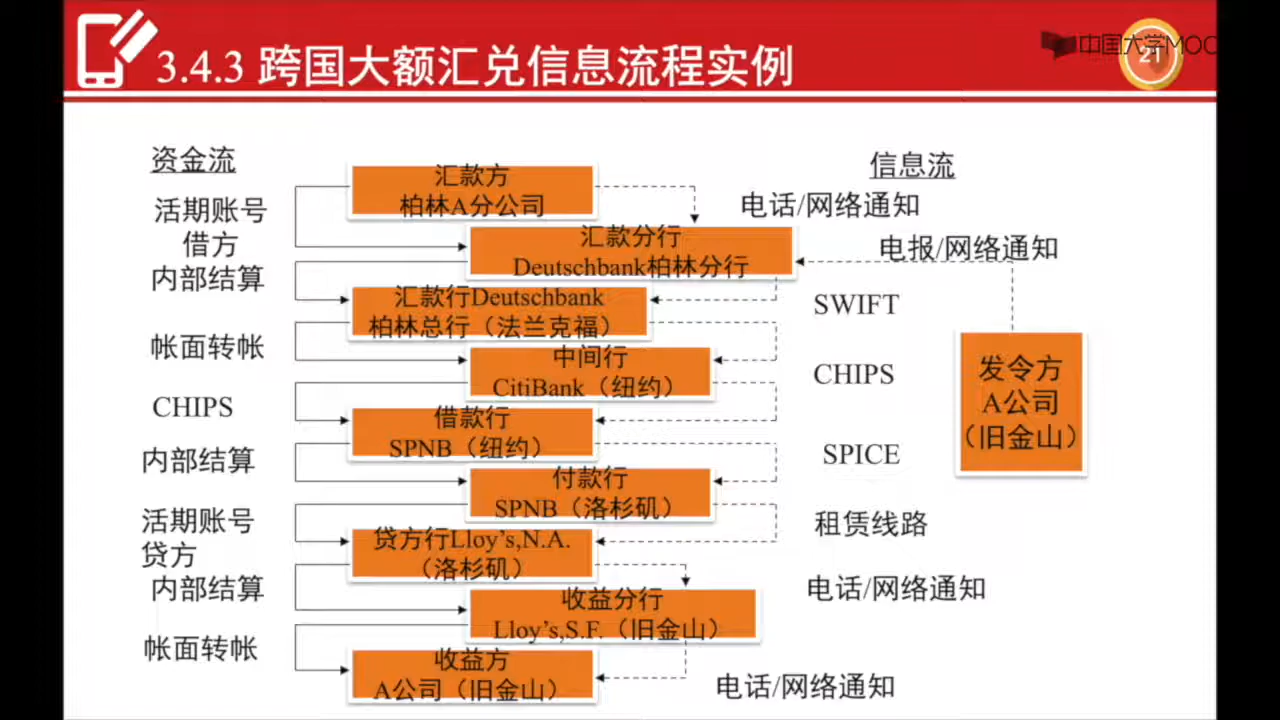 3.4.3 跨国大额汇兑信息流程实例
中国大学MOO
21
资金流
信息流
汇款方
柏林A分公司
活期账号
借方
电话/网络通知
汇款分行
Deutschbank柏林分行
电报/网络通知
内部结算
汇款行Deutschbank
柏林总行（法兰克福）
SWIFT
帐面转帐
中间行
CitiBank（纽约）
CHIPS
发令方
A公司
（旧金山）
CHIPS
借款行
SPNB（纽约）
内部结算
SPICE
付款行
SPNB（洛杉矶）
活期账号
贷方
租赁线路
贷方行Lloy’s,N.A.
（洛杉矶）
内部结算
电话/网络通知
收益分行
Lloy’s,S.F.（旧金山）
帐面转帐
收益方
A公司（旧金山）
电话/网络通知